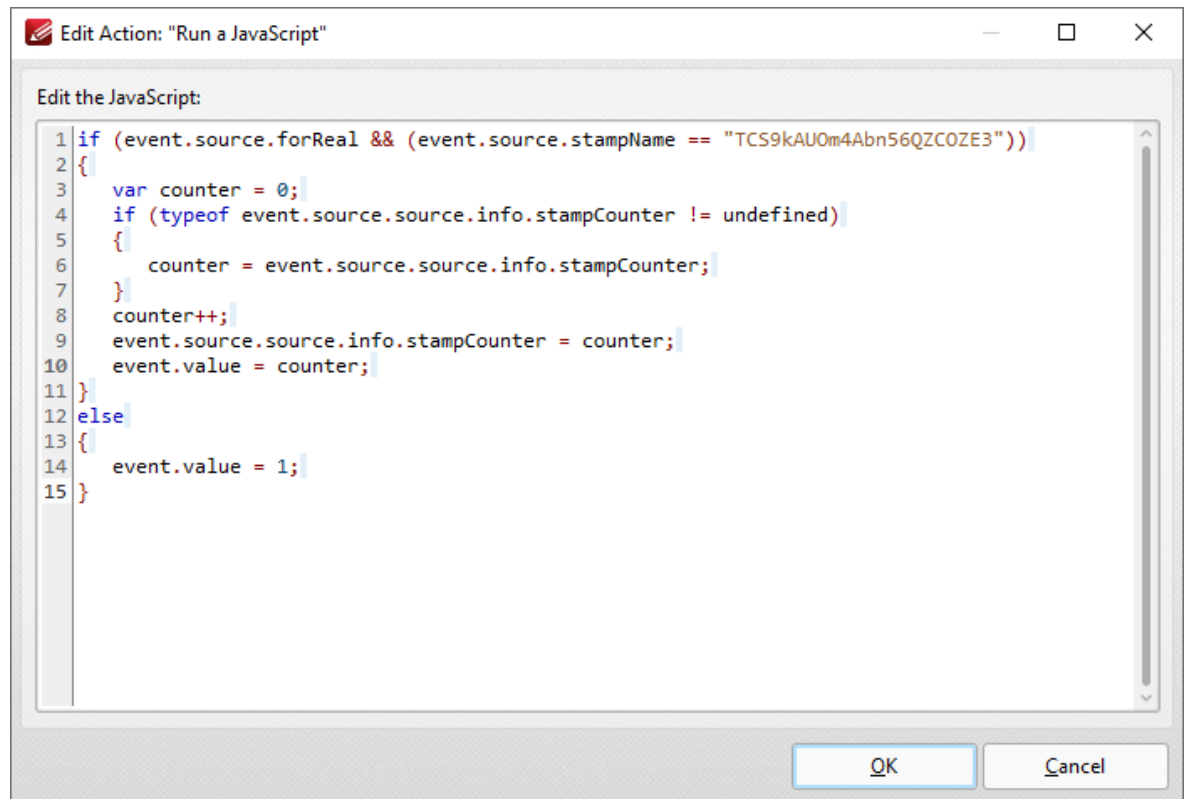 Edit Action: "Run a JavaScript"
Edit the JavaScript:
1 if (event.source.forReal && (event.source.stampName == "TCS9kAUOm4Abn56QZCOZE3"))
2 {
3    var counter = 0;
4    if (typeof event.source.source.info.stampCounter != undefined)
5    {
6       counter = event.source.source.info.stampCounter;
7    }
8    counter++;
9    event.source.source.info.stampCounter = counter;
10    event.value = counter;
11 }
12 else
13 {
14    event.value = 1;
15 }
OK Cancel